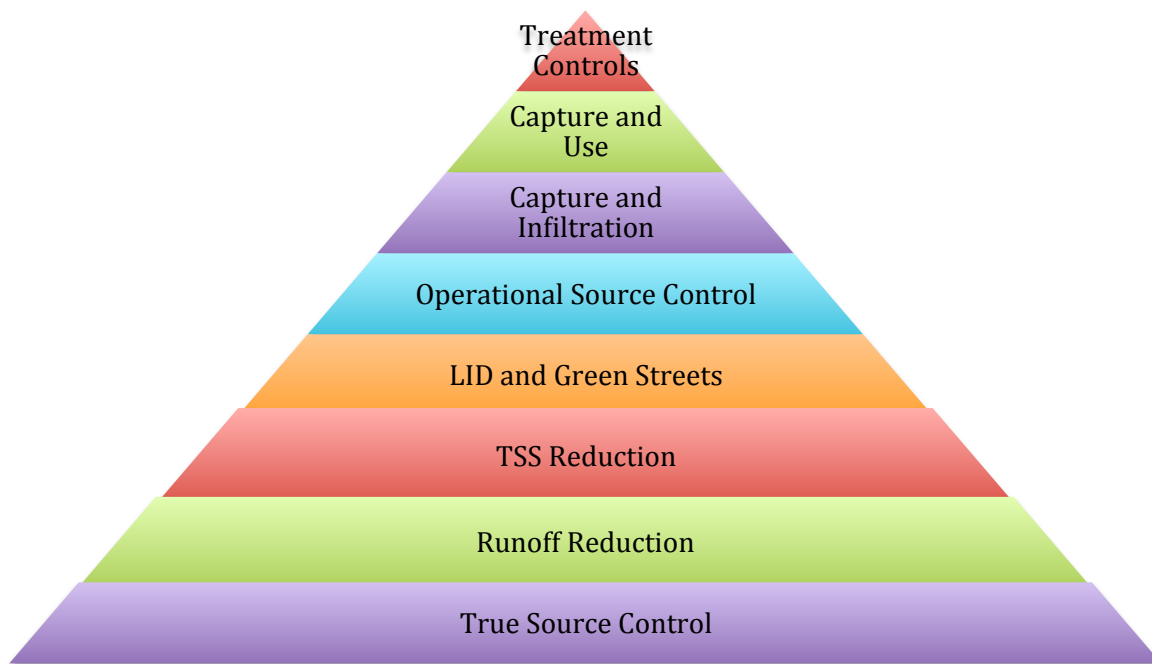 Treatment
Controls
Capture and
Use
Capture and
Infiltration
Operational Source Control
LID and Green Streets
TSS Reduction
Runoff Reduction
True Source Control